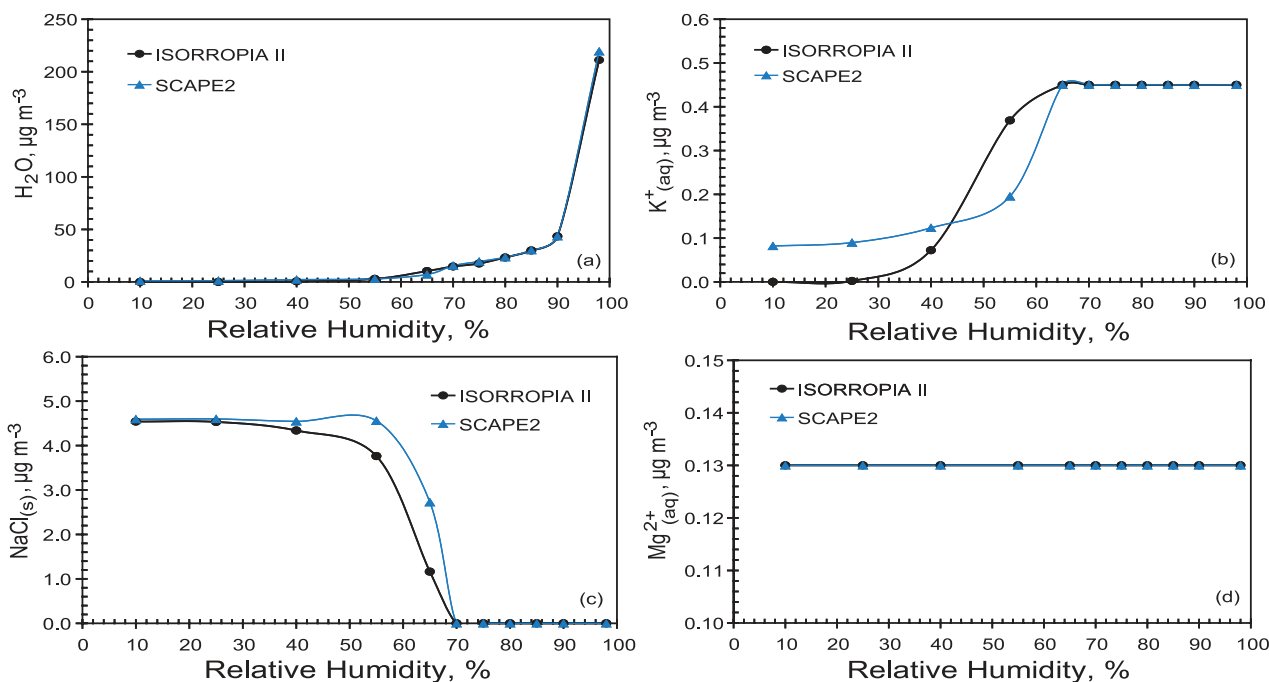 250
200
150
100
50
0
H₂O, µg m⁻³
ISORROPIA II
SCAPE2
(a)
0 10 20 30 40 50 60 70 80 90 100
Relative Humidity, %
0.6
0.5
0.4
0.3
0.2
0.1
0.0
K⁺(aq), µg m⁻³
ISORROPIA II
SCAPE2
(b)
0 10 20 30 40 50 60 70 80 90 100
Relative Humidity, %
6.0
5.0
4.0
3.0
2.0
1.0
0.0
NaCl(s), µg m⁻³
ISORROPIA II
SCAPE2
(c)
0 10 20 30 40 50 60 70 80 90 100
Relative Humidity, %
0.15
0.14
0.13
0.12
0.11
0.10
Mg²⁺(aq), µg m⁻³
ISORROPIA II
SCAPE2
(d)
0 10 20 30 40 50 60 70 80 90 100
Relative Humidity, %